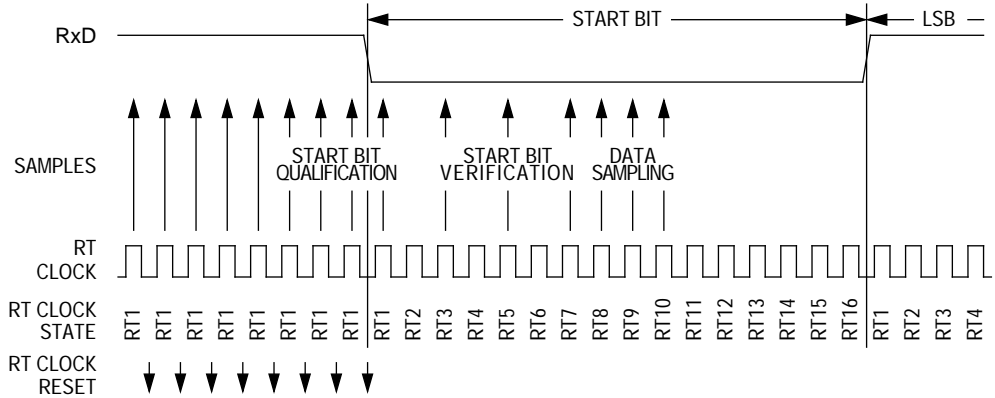 START BIT
LSB
RxD
SAMPLES
START BIT
QUALIFICATION
START BIT
VERIFICATION
DATA
SAMPLING
RT
CLOCK
RT CLOCK
STATE
RT1 RT1 RT1 RT1 RT1 RT1 RT1 RT1 RT1 RT2 RT3 RT4 RT5 RT6 RT7 RT8 RT9 RT10 RT11 RT12 RT13 RT14 RT15 RT16 RT1 RT2 RT3 RT4
RT CLOCK
RESET